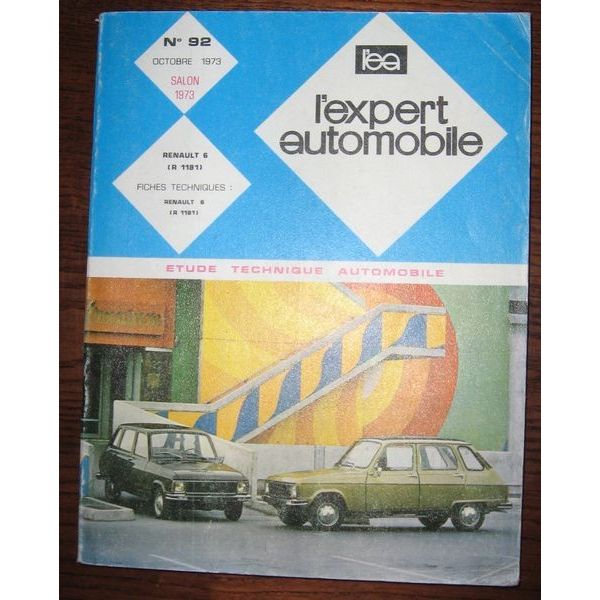 N° 92
OCTOBRE 1973
SALON
1973
l'ea
l'expert
automobile
RENAULT 6
(R 1181)
FICHES TECHNIQUES :
RENAULT 6
(R 1181)
ETUDE TECHNIQUE AUTOMOBILE